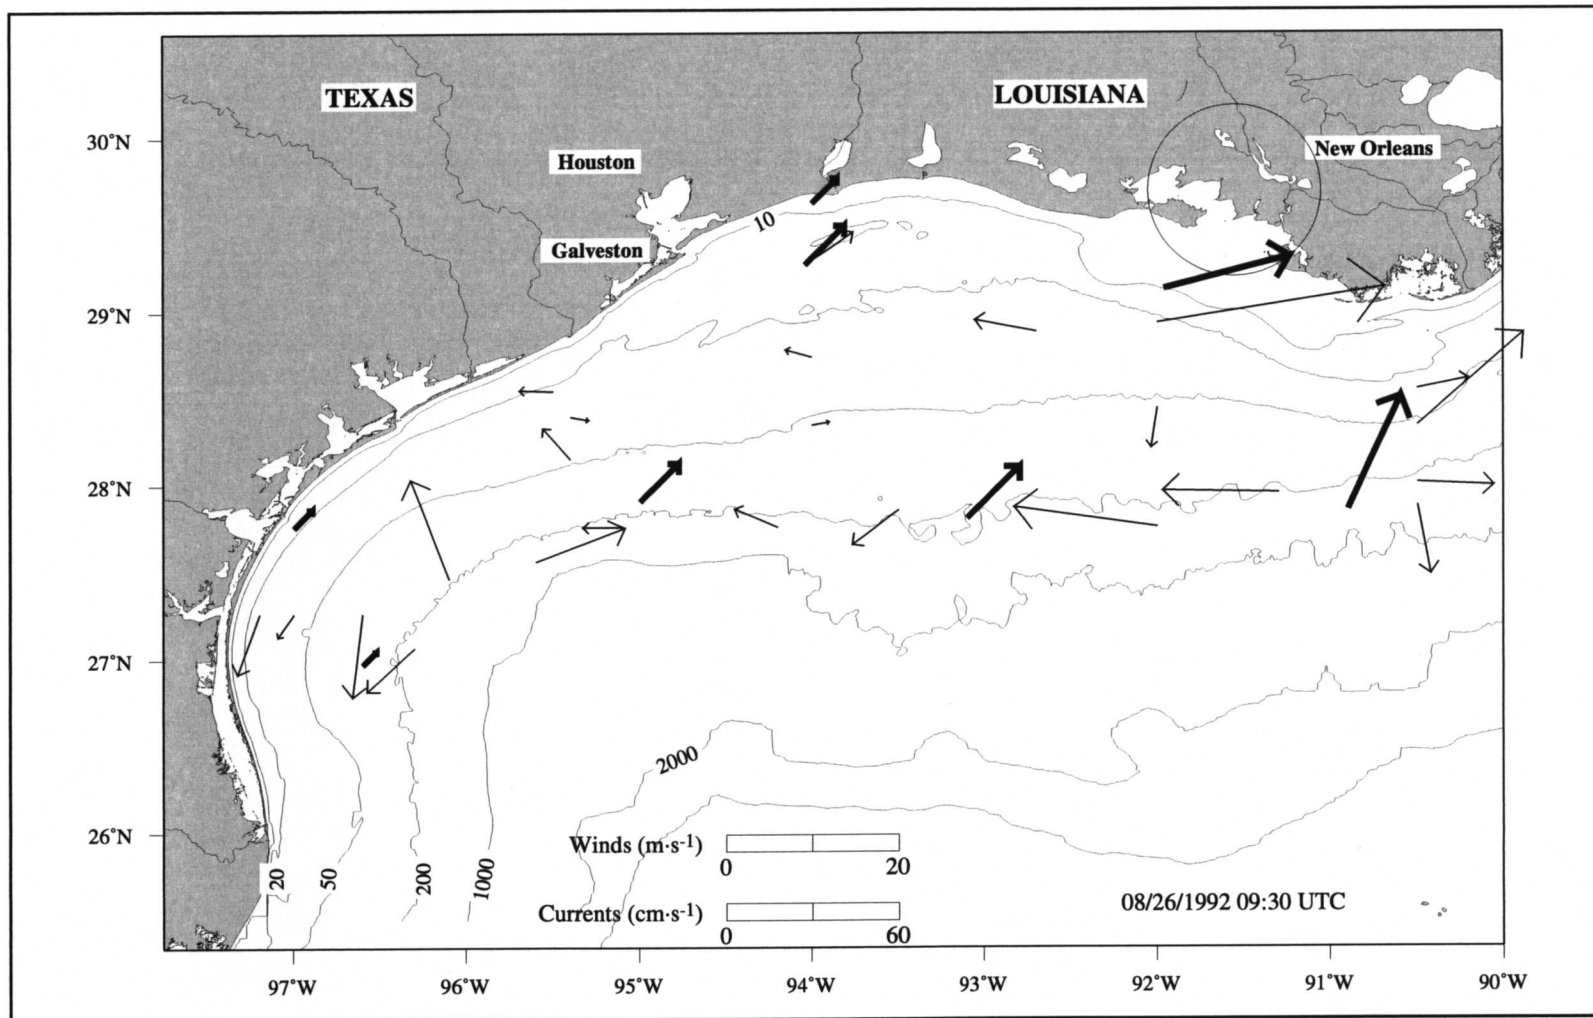 TEXAS
LOUISIANA
30°N
Houston
New Orleans
10
Galveston
29°N
28°N
27°N
2000
26°N
Winds (m·s-1)
0 20
20 50 200 1000
Currents (cm·s-1)
0 60
08/26/1992 09:30 UTC
97°W 96°W 95°W 94°W 93°W 92°W 91°W 90°W